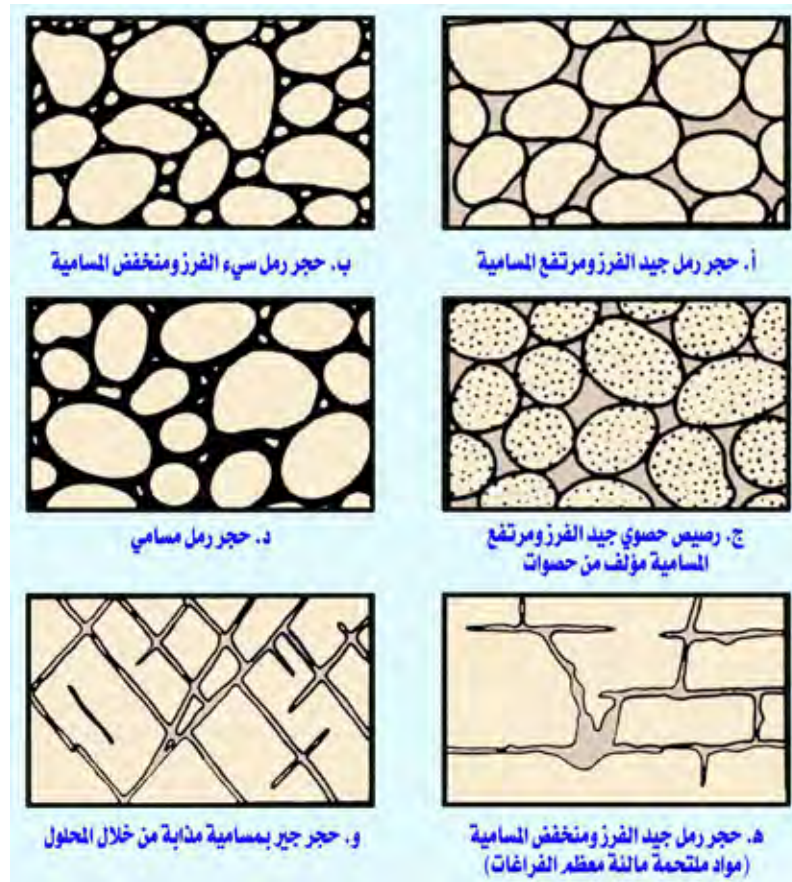 أ. حجر رمل جيد الفرز ومرتفع المسامية
ب. حجر رمل سيء الفرز ومنخفض المسامية
ج. رصيص حصوي جيد الفرز ومرتفع
المسامية مؤلف من حصوات
د. حجر رمل مسامي
هـ. حجر رمل جيد الفرز ومنخفض المسامية
(مواد ملتحمة مالئة معظم الفراغات)
و. حجر جير بمسامية مذابة من خلال المحلول